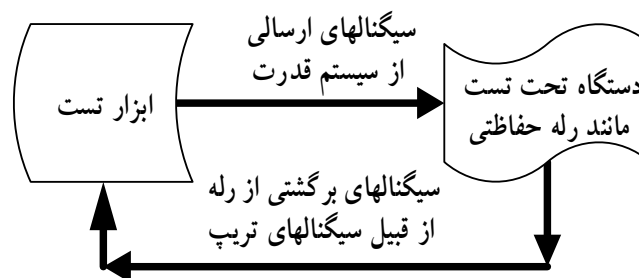 سیگنالهای ارسالی
از سیستم قدرت
دستگاه تحت تست
مانند رله حفاظتی
ابزار تست
سیگنالهای برگشتی از رله
از قبیل سیگنالهای تریپ